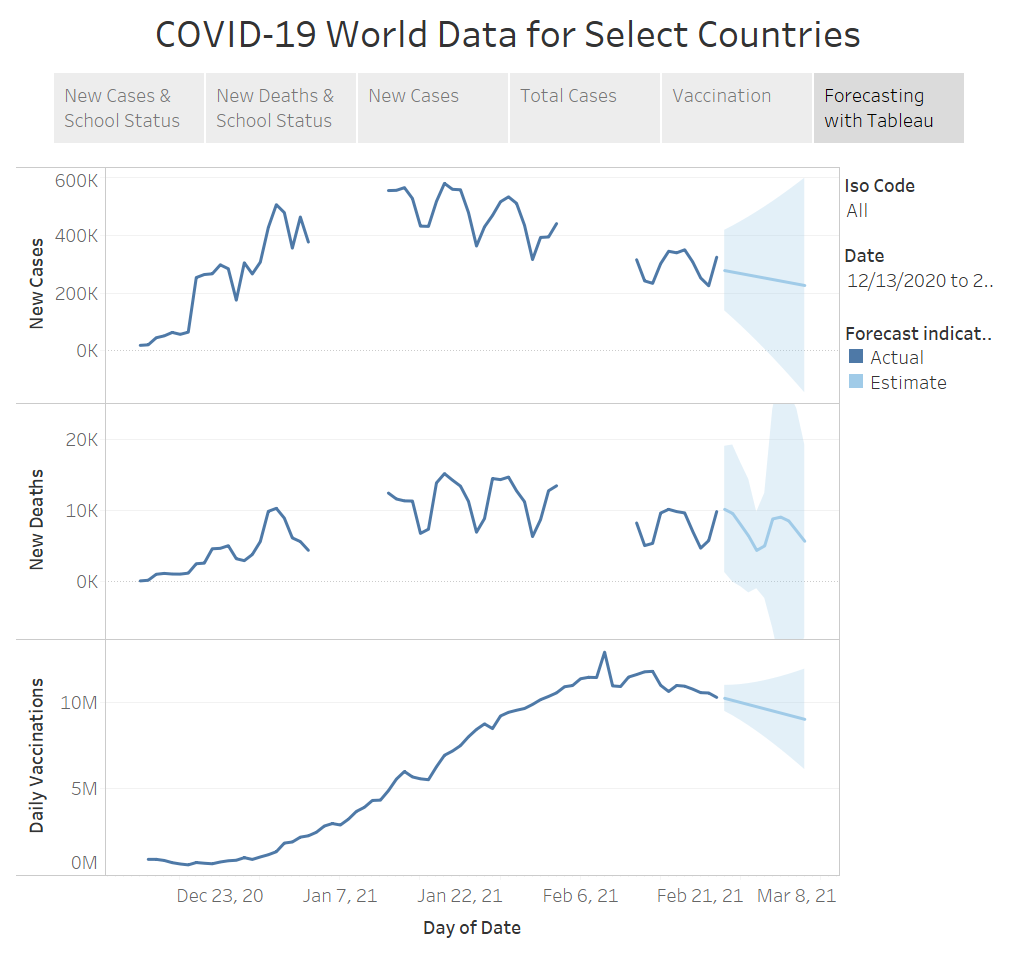 COVID-19 World Data for Select Countries
New Cases &
School Status
New Deaths &
School Status
New Cases
Total Cases
Vaccination
Forecasting
with Tableau
New Cases
600K
400K
200K
0K
New Deaths
20K
10K
0K
Daily Vaccinations
10M
5M
0M
Dec 23, 20
Jan 7, 21
Jan 22, 21
Feb 6, 21
Feb 21, 21
Mar 8, 21
Day of Date
Iso Code
All
Date
12/13/2020 to 2..
Forecast indicat..
Actual
Estimate